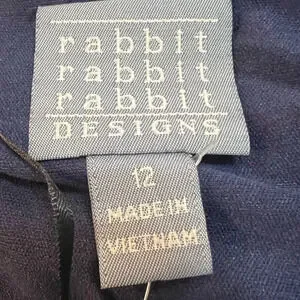 rabbit
rabbit
rabbit
DESIGNS
12
MADE IN
VIETNAM